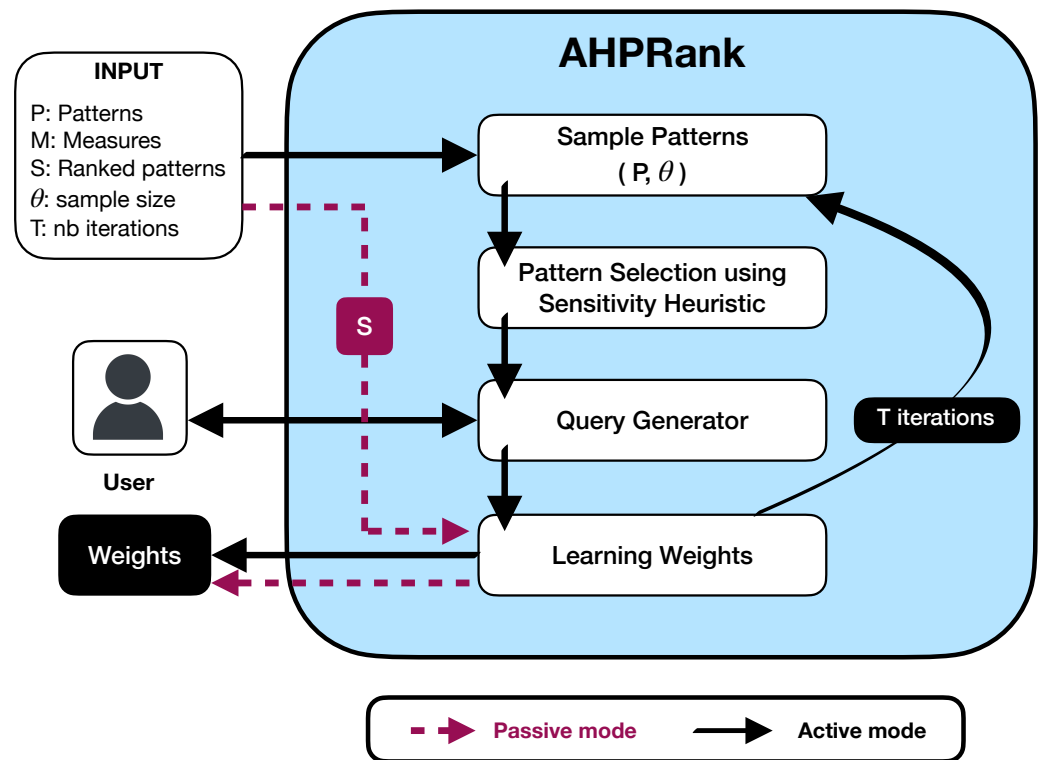 AHPRank
INPUT
P: Patterns
M: Measures
S: Ranked patterns
θ: sample size
T: nb iterations
Sample Patterns
( P, θ )
Pattern Selection using
Sensitivity Heuristic
S
Query Generator
T iterations
User
Weights
Learning Weights
Passive mode
Active mode